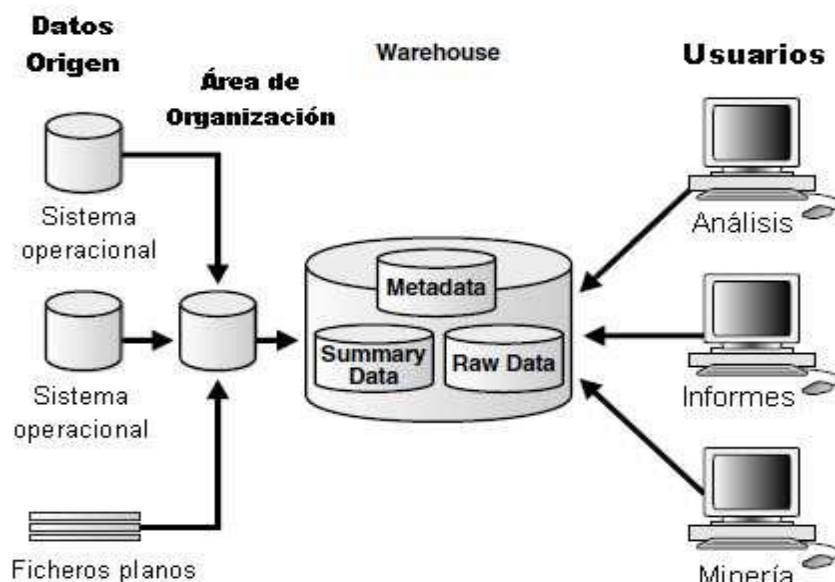 Datos
Origen
Área de
Organización
Warehouse
Usuarios
Sistema
operacional
Sistema
operacional
Ficheros planos
Metadata
Summary
Data
Raw Data
Análisis
Informes
Minería